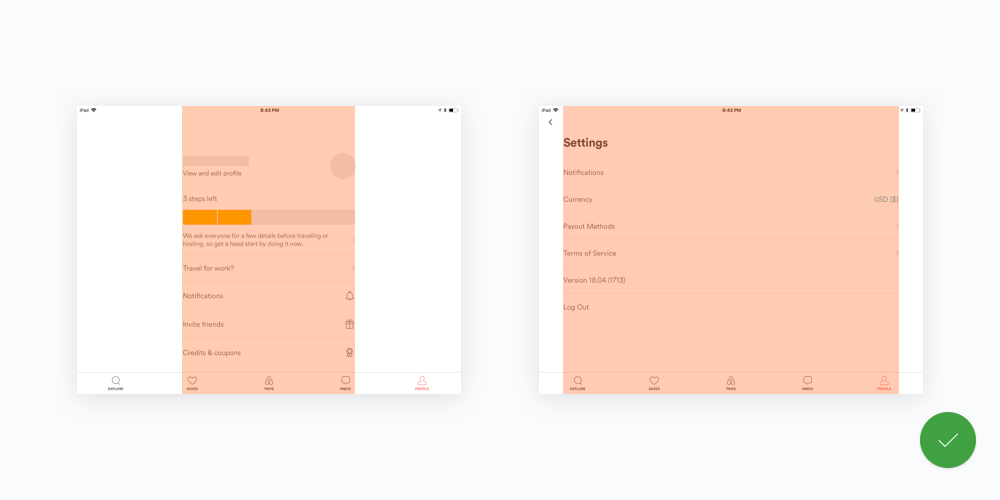 iPad
8:43 PM
View and edit profile
3 steps left
We ask everyone for a few details before traveling or
hosting, so get a head start by doing it now.
Travel for work?
Notifications
Invite friends
Credits & coupons
EXPLORE
SAVED
TRIPS
INBOX
PROFILE
iPad
8:43 PM
Settings
Notifications
Currency USD ($)
Payout Methods
Terms of Service
Version 18.04 (1713)
Log Out
EXPLORE
SAVED
TRIPS
INBOX
PROFILE